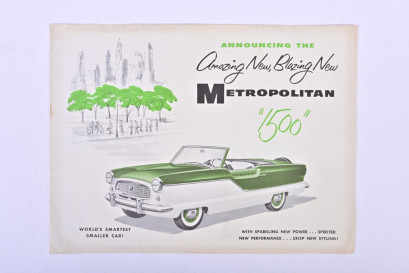 ANNOUNCING THE
Amazing New, Blazing New
METROPOLITAN
"1500"
WORLD'S SMARTEST
SMALLER CAR!
WITH SPARKLING NEW POWER . . . SPIRITED
NEW PERFORMANCE . . . CRISP NEW STYLING!